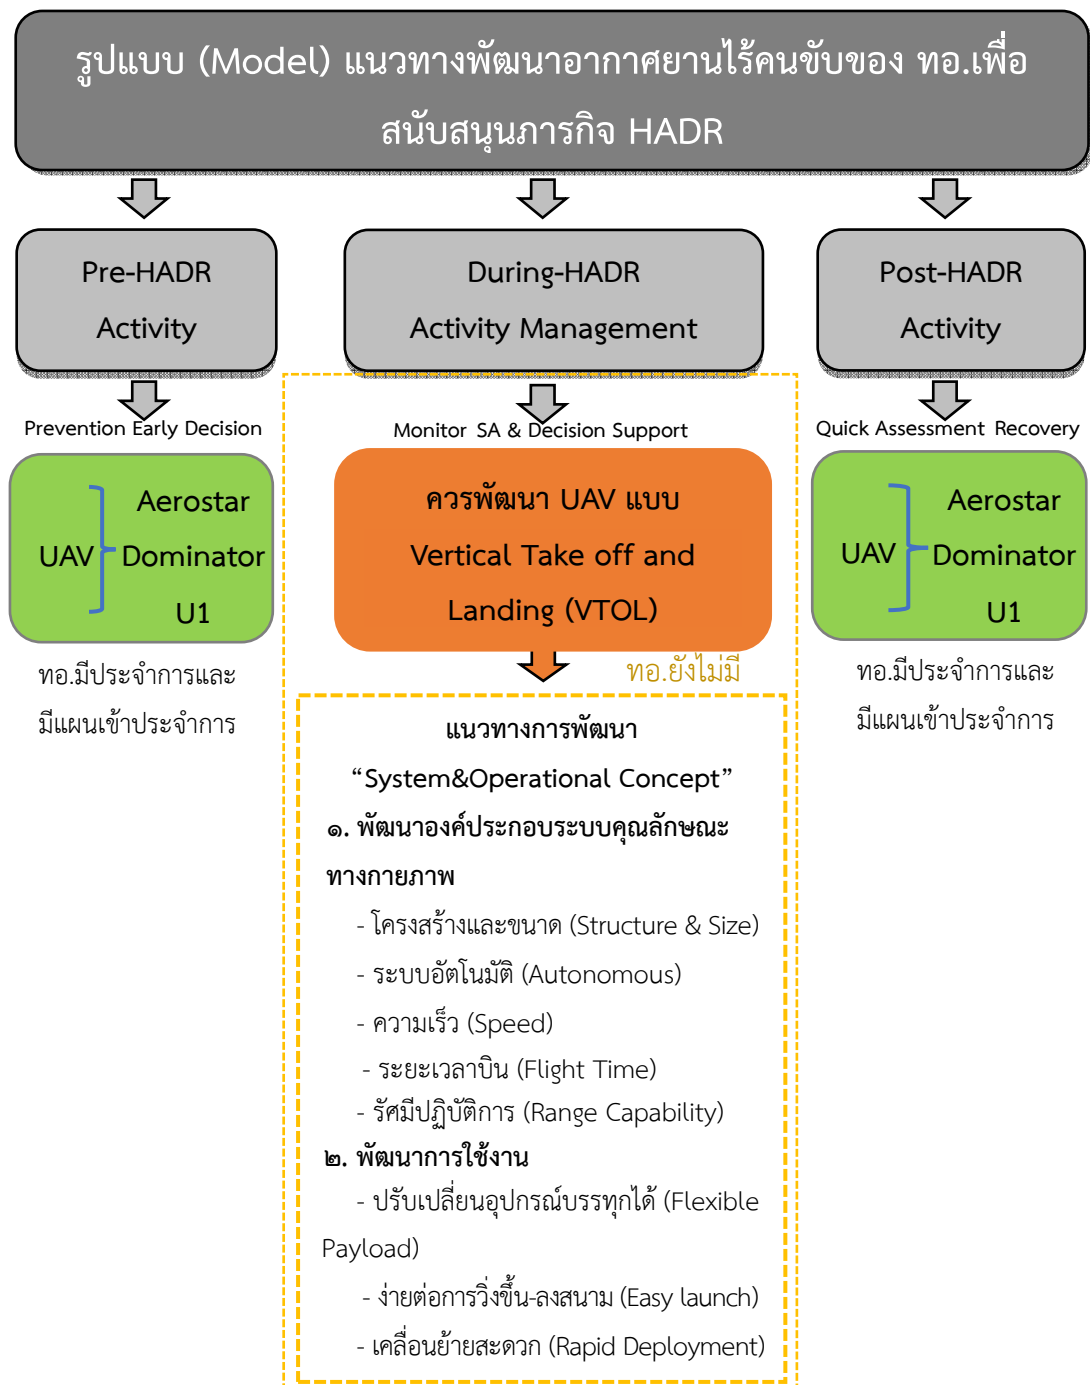 รูปแบบ (Model) แนวทางพัฒนาอากาศยานไร้คนขับของ ทอ.เพื่อ
สนับสนุนภารกิจ HADR
Pre-HADR
Activity
During-HADR
Activity Management
Post-HADR
Activity
Prevention Early Decision
Monitor SA & Decision Support
Quick Assessment Recovery
UAV
Aerostar
Dominator
U1
ควรพัฒนา UAV แบบ
Vertical Take off and
Landing (VTOL)
UAV
Aerostar
Dominator
U1
ทอ.มีประจำการและ
มีแผนเข้าประจำการ
ทอ.ยังไม่มี
ทอ.มีประจำการและ
มีแผนเข้าประจำการ
แนวทางการพัฒนา
“System&Operational Concept”
๑. พัฒนาองค์ประกอบระบบคุณลักษณะ
ทางกายภาพ
- โครงสร้างและขนาด (Structure & Size)
- ระบบอัตโนมัติ (Autonomous)
- ความเร็ว (Speed)
- ระยะเวลาบิน (Flight Time)
- รัศมีปฏิบัติการ (Range Capability)
๒. พัฒนาการใช้งาน
- ปรับเปลี่ยนอุปกรณ์บรรทุกได้ (Flexible
Payload)
- ง่ายต่อการวิ่งขึ้น-ลงสนาม (Easy launch)
- เคลื่อนย้ายสะดวก (Rapid Deployment)